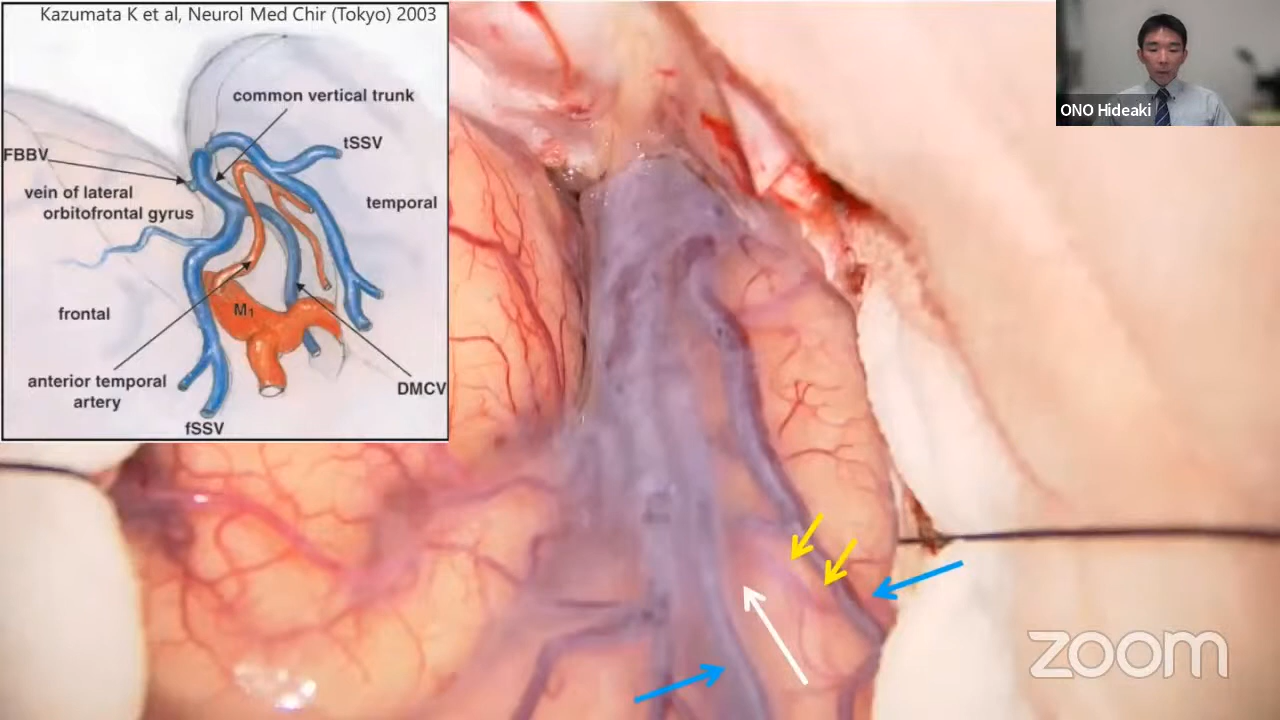 Kazumata K et al, Neurol Med Chir (Tokyo) 2003
common vertical trunk
FBBV
tSSV
vein of lateral
orbitofrontal gyrus
temporal
frontal
M1
anterior temporal
artery
DMCV
fSSV
ONO Hideaki
zoom